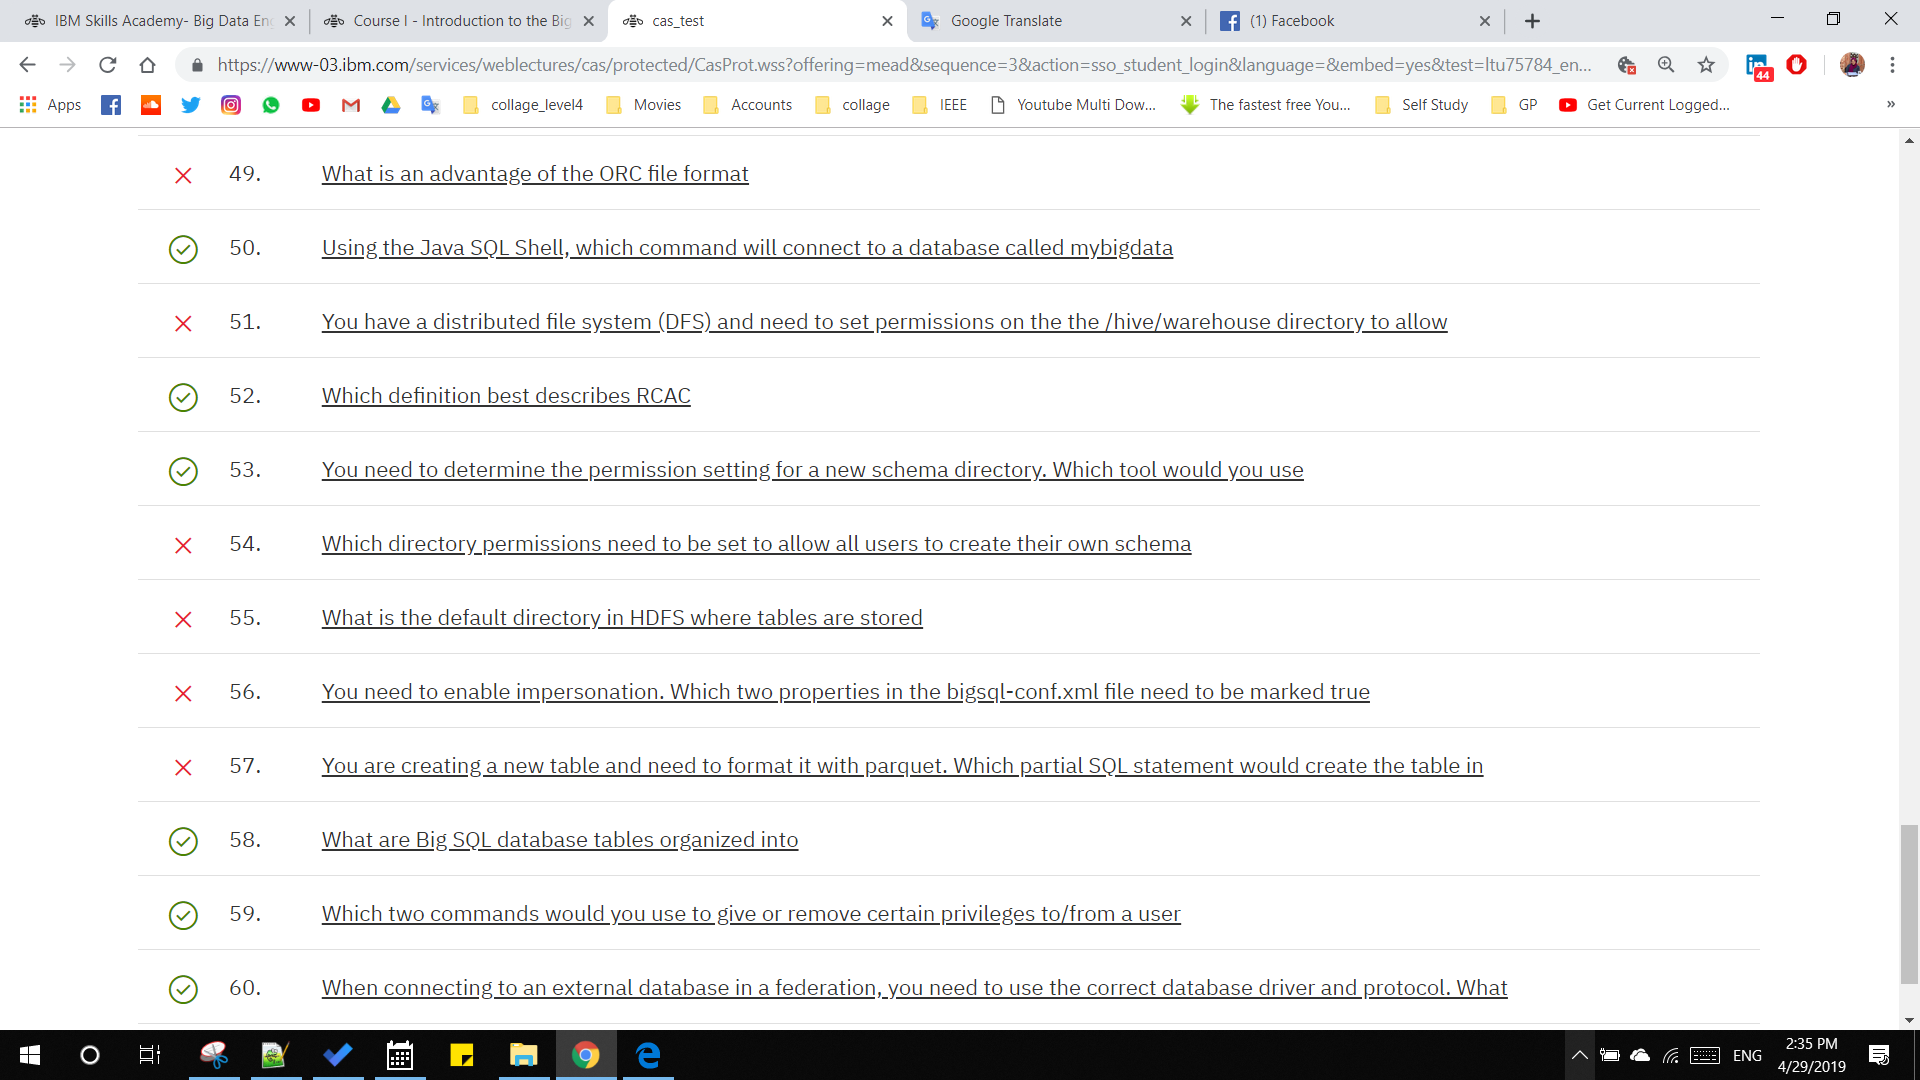 IBM Skills Academy- Big Data En
Course I - Introduction to the Big
cas_test
Google Translate
(1) Facebook
https://www-03.ibm.com/services/weblectures/cas/protected/CasProt.wss?offering=mead&sequence=3&action=sso_student_login&language=&embed=yes&test=ltu75784_en...
44
Apps
collage_level4
Movies
Accounts
collage
IEEE
Youtube Multi Dow...
The fastest free You...
Self Study
GP
Get Current Logged...
»
49. What is an advantage of the ORC file format
50. Using the Java SQL Shell, which command will connect to a database called mybigdata
51. You have a distributed file system (DFS) and need to set permissions on the the /hive/warehouse directory to allow
52. Which definition best describes RCAC
53. You need to determine the permission setting for a new schema directory. Which tool would you use
54. Which directory permissions need to be set to allow all users to create their own schema
55. What is the default directory in HDFS where tables are stored
56. You need to enable impersonation. Which two properties in the bigsql-conf.xml file need to be marked true
57. You are creating a new table and need to format it with parquet. Which partial SQL statement would create the table in
58. What are Big SQL database tables organized into
59. Which two commands would you use to give or remove certain privileges to/from a user
60. When connecting to an external database in a federation, you need to use the correct database driver and protocol. What
ENG
2:35 PM
4/29/2019